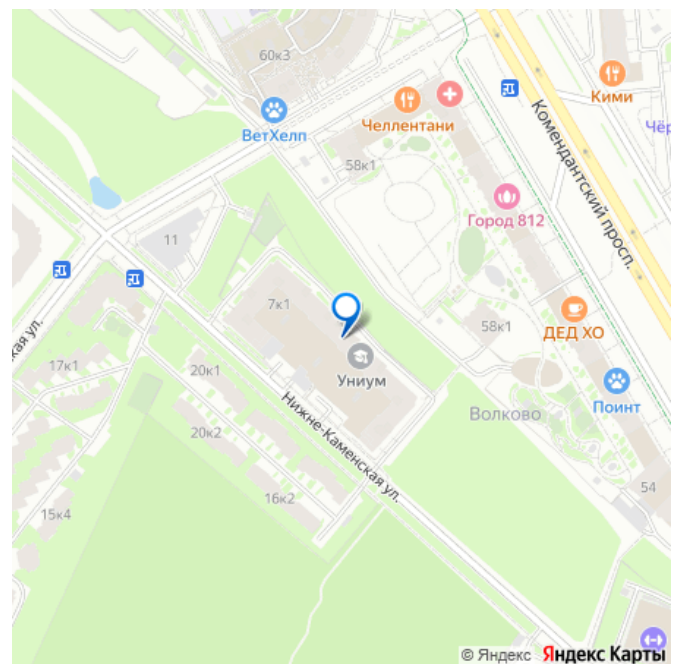 60к3
Кими
Челлентани
Чёр
ВетХелп
Комендантский просп.
58к1
Город 812
11
7к1
58к1
ДЕД ХО
ская ул.
17к1
20к1
Униум
Поинт
Волково
20к2
Нижне-Каменская ул.
16к2
54
15к4
© Яндекс Яндекс Карты